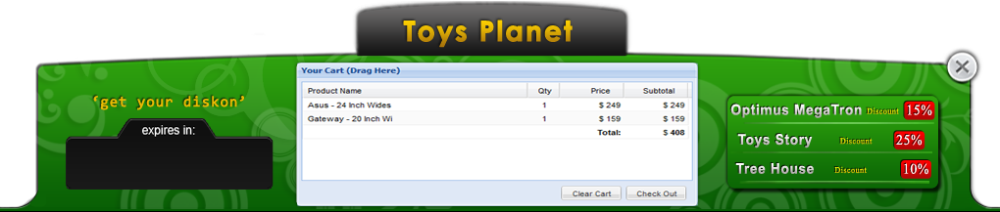 Toys Planet
‘get your diskon’
expires in:
Your Cart (Drag Here)
Product Name Qty Price Subtotal
Asus - 24 Inch Wides 1 $ 249 $ 249
Gateway - 20 Inch Wi 1 $ 159 $ 159
Total: $ 408
Clear Cart Check Out
Optimus MegaTron Discount 15%
Toys Story Discount 25%
Tree House Discount 10%